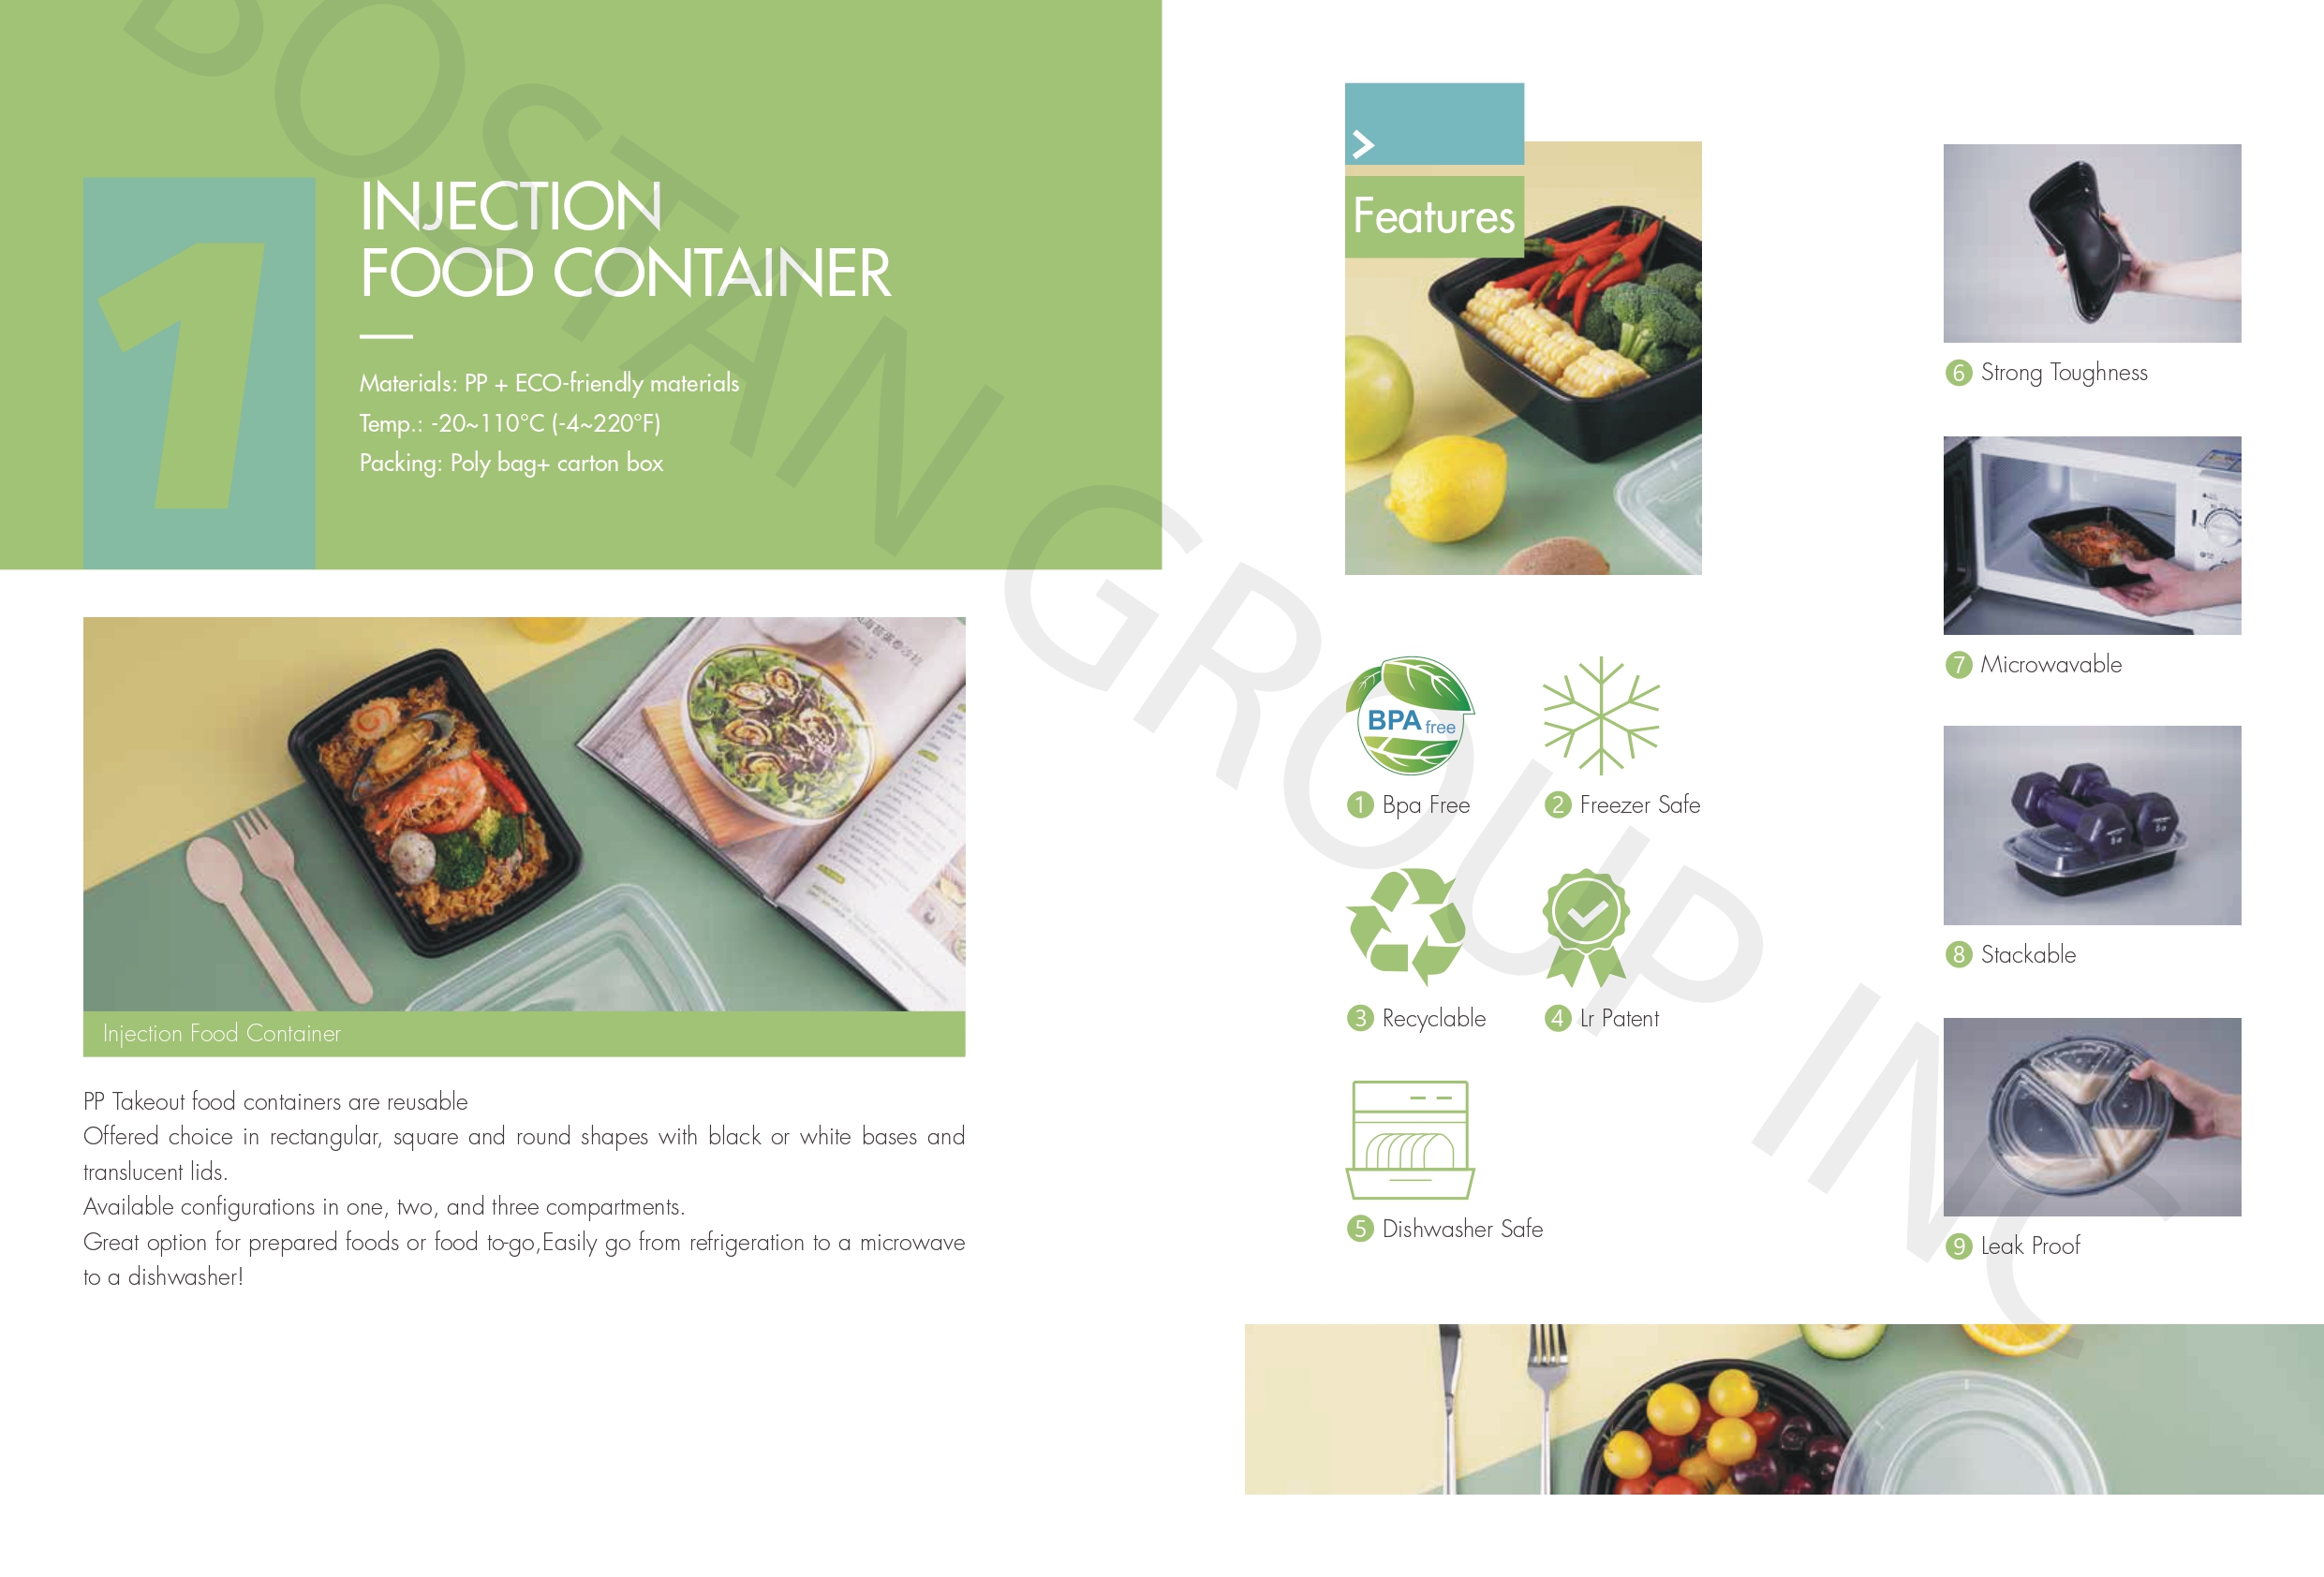 BOSTAN GROUP INC
1
INJECTION
FOOD CONTAINER
Materials: PP + ECO-friendly materials
Temp.: -20~110°C (-4~220°F)
Packing: Poly bag+ carton box
Injection Food Container
PP Takeout food containers are reusable
Offered choice in rectangular, square and round shapes with black or white bases and
translucent lids.
Available configurations in one, two, and three compartments.
Great option for prepared foods or food to-go,Easily go from refrigeration to a microwave
to a dishwasher!
>
Features
BPA free
1 Bpa Free
2 Freezer Safe
3 Recyclable
4 Lr Patent
5 Dishwasher Safe
6 Strong Toughness
7 Microwavable
8 Stackable
9 Leak Proof